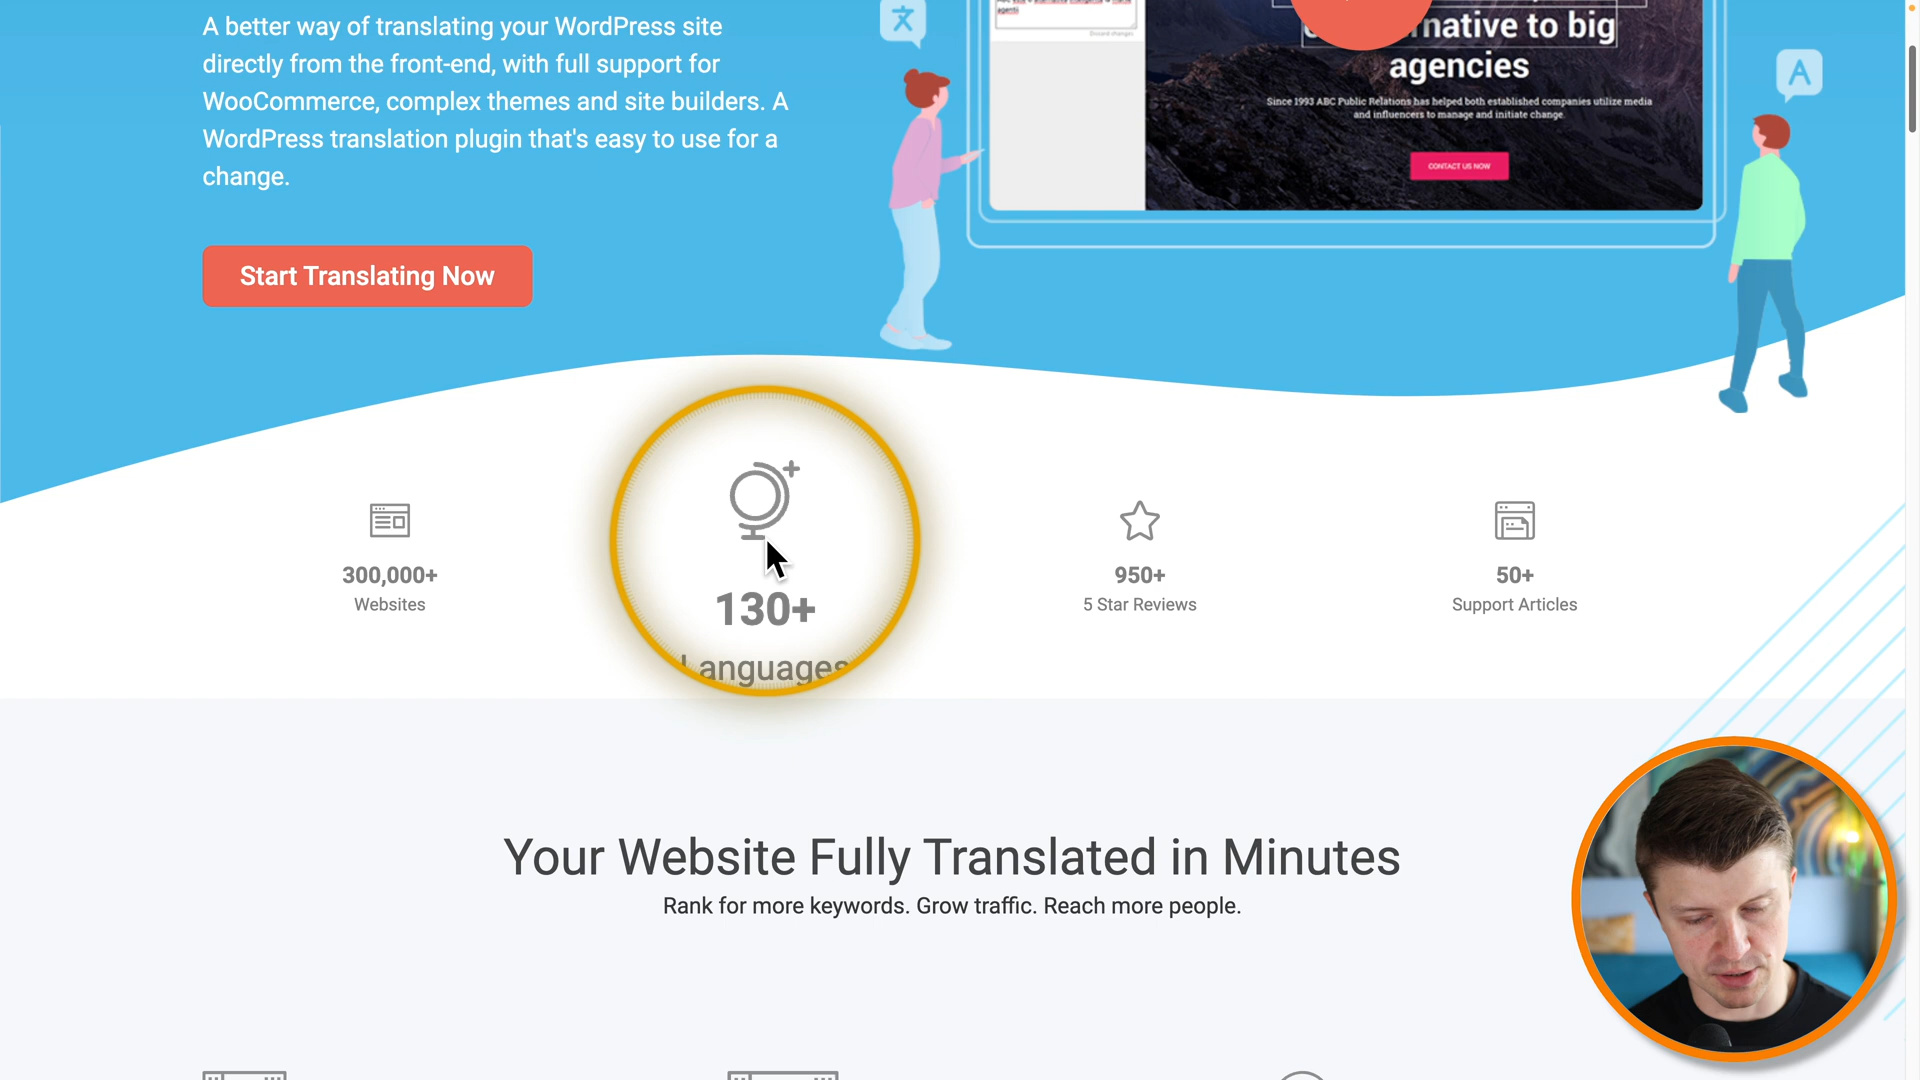 A better way of translating your WordPress site
directly from the front-end, with full support for
WooCommerce, complex themes and site builders. A
WordPress translation plugin that's easy to use for a
change.
Start Translating Now
native to big
agencies
Since 1993 ABC Public Relations has helped both established companies utilize media
and influencers to manage and initiate change.
CONTACT US NOW
Discard changes
A
300,000+
Websites
130+
Languages
950+
5 Star Reviews
50+
Support Articles
Your Website Fully Translated in Minutes
Rank for more keywords. Grow traffic. Reach more people.